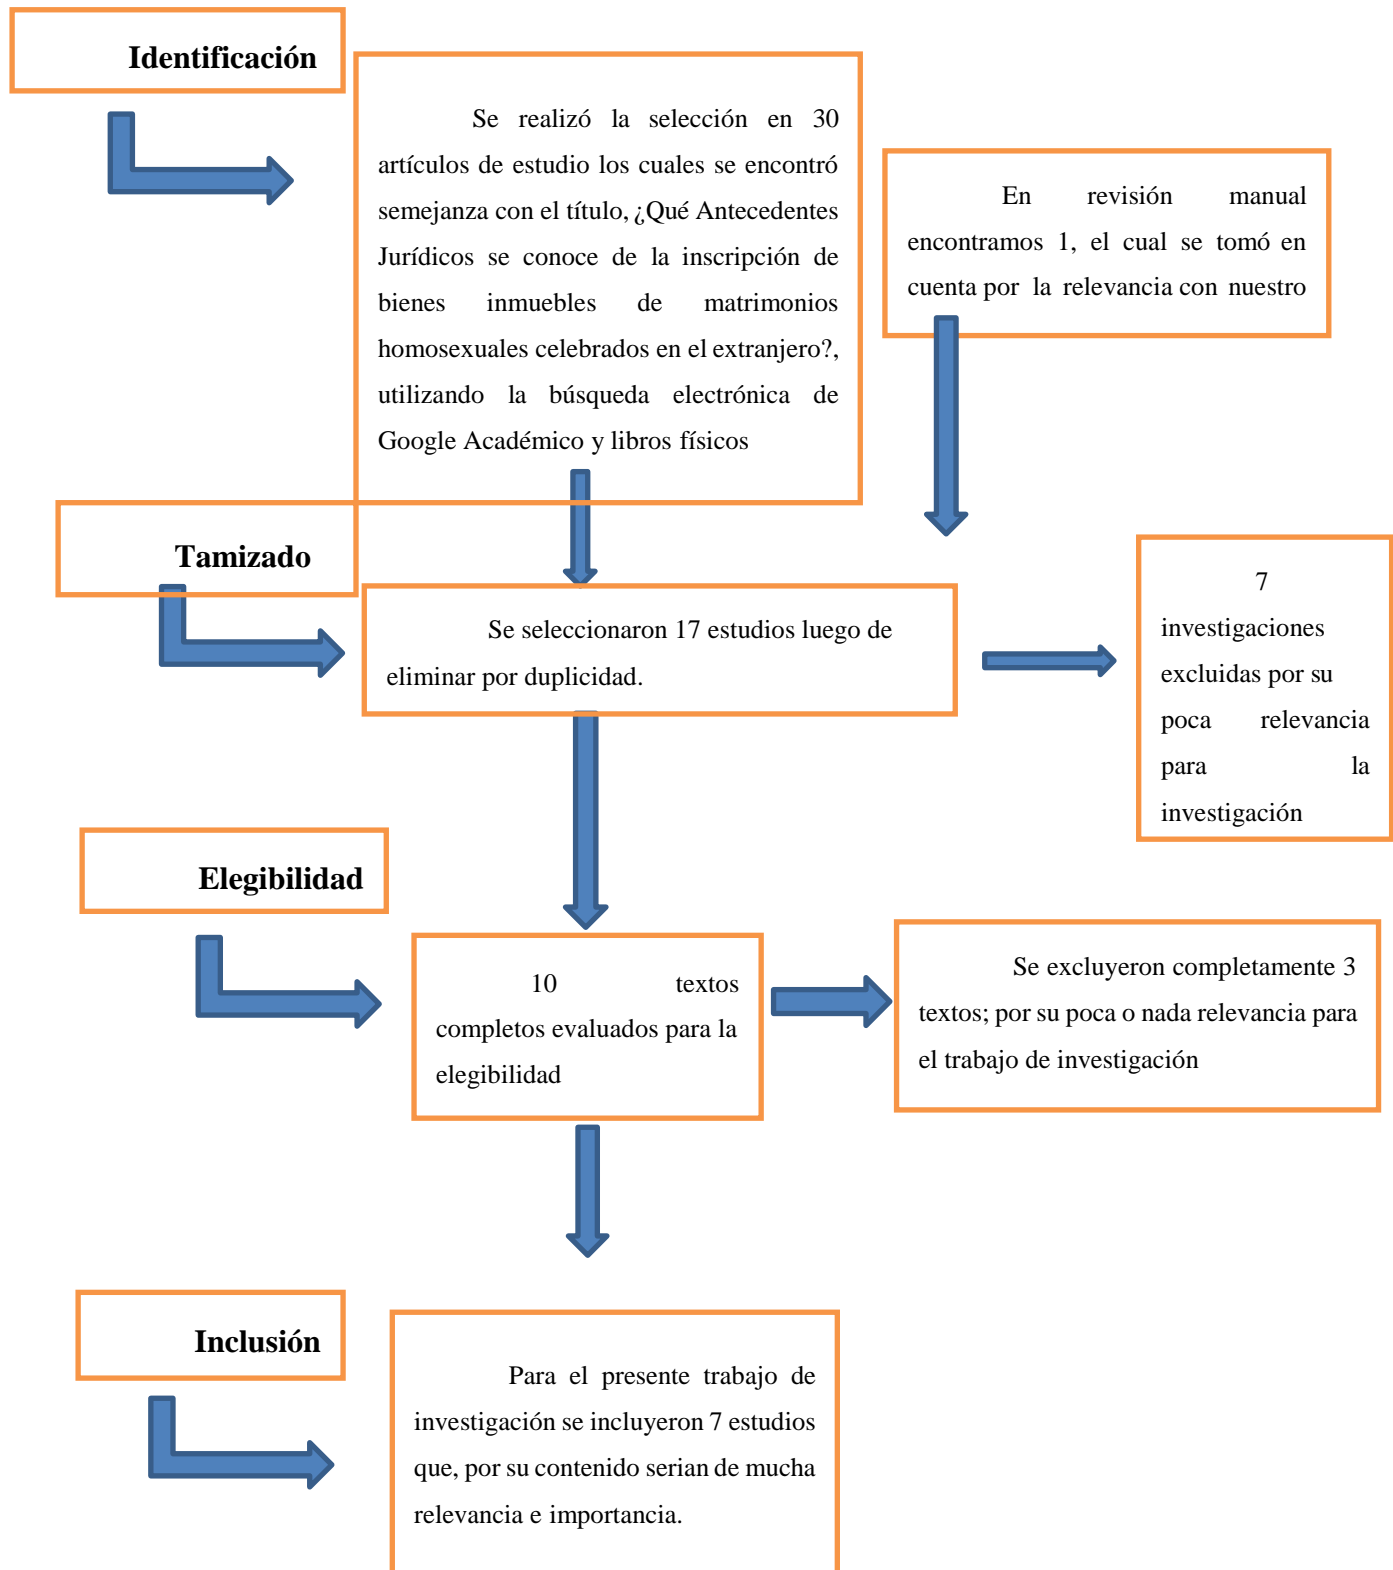 Identificación
Se realizó la selección en 30
artículos de estudio los cuales se encontró
semejanza con el título, ¿Qué Antecedentes
Jurídicos se conoce de la inscripción de
bienes inmuebles de matrimonios
homosexuales celebrados en el extranjero?,
utilizando la búsqueda electrónica de
Google Académico y libros físicos
En revisión manual
encontramos 1, el cual se tomó en
cuenta por la relevancia con nuestro
Tamizado
Se seleccionaron 17 estudios luego de
eliminar por duplicidad.
7
investigaciones
excluidas por su
poca relevancia
para la
investigación
Elegibilidad
10 textos
completos evaluados para la
elegibilidad
Se excluyeron completamente 3
textos; por su poca o nada relevancia para
el trabajo de investigación
Inclusión
Para el presente trabajo de
investigación se incluyeron 7 estudios
que, por su contenido serian de mucha
relevancia e importancia.